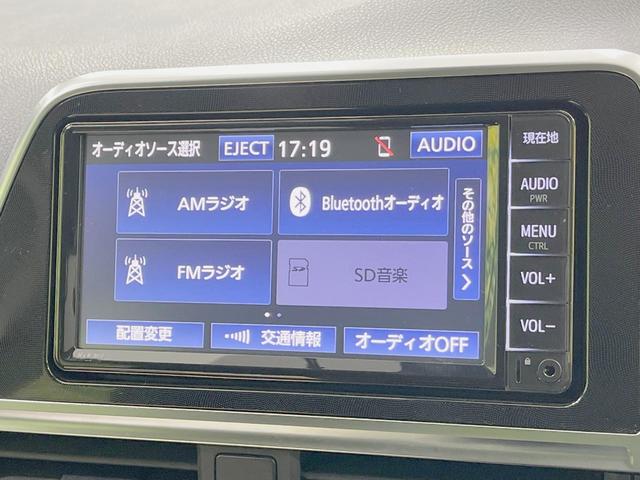 オーディオソース選択 EJECT 17:19 AUDIO
AMラジオ
Bluetoothオーディオ
FMラジオ
SD音楽
その他のソース
配置変更
交通情報
オーディオOFF
現在地
AUDIO
PWR
MENU
CTRL
VOL+
VOL−